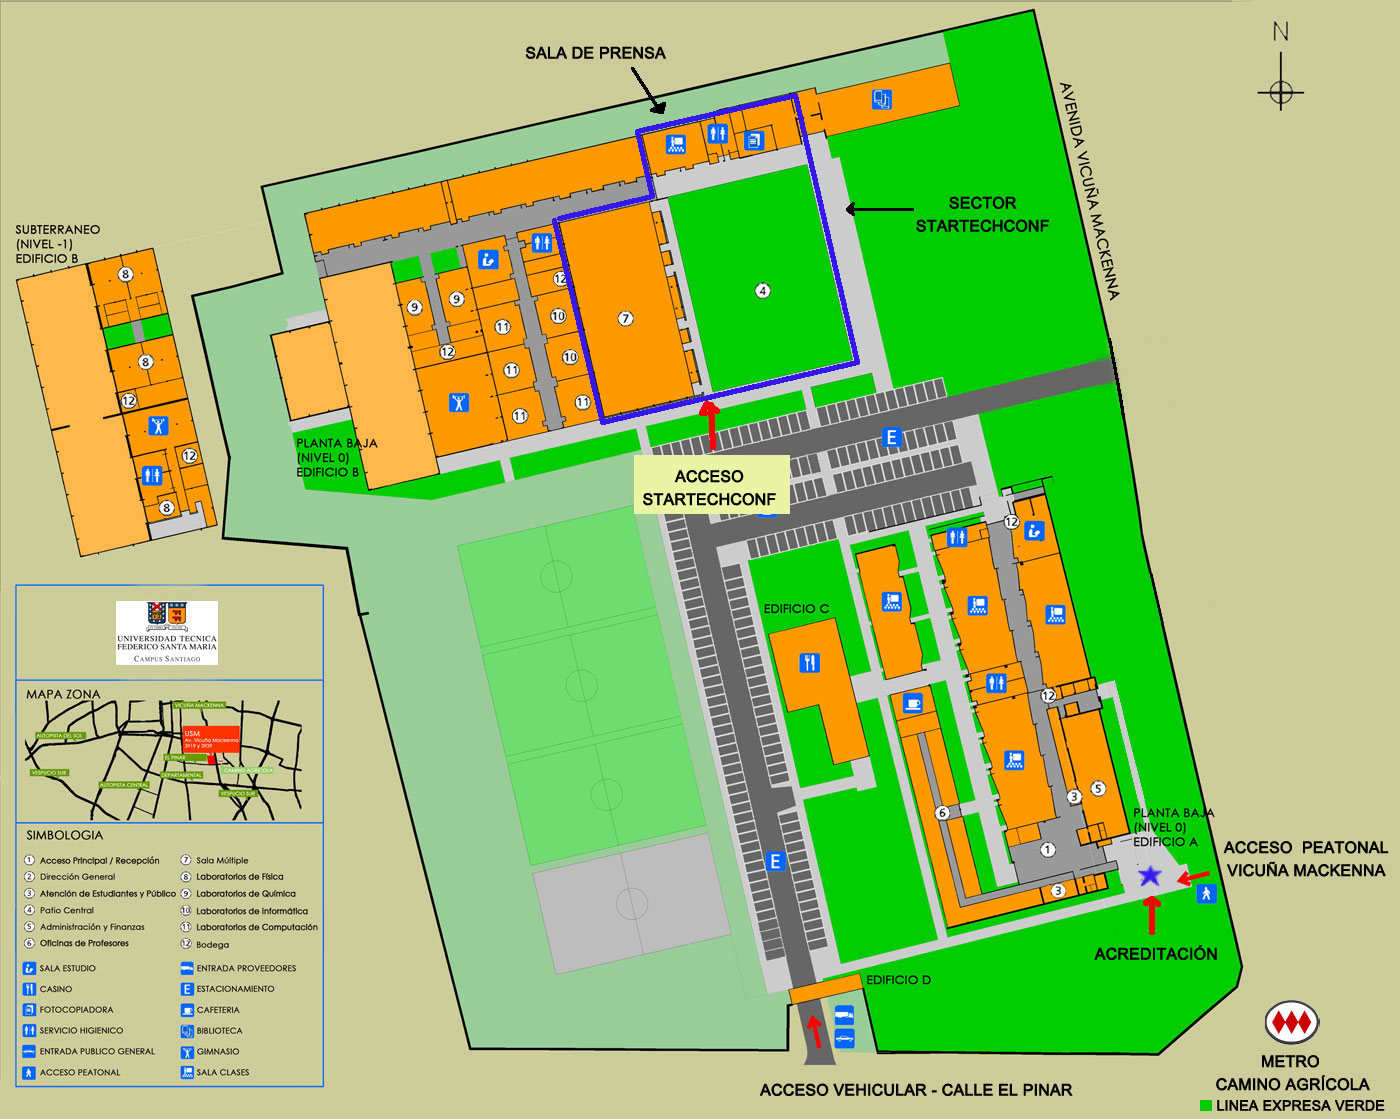 SALA DE PRENSA
N
AVENIDA VICUÑA MACKENNA
SECTOR
STARTECHCONF
SUBTERRANEO
(NIVEL -1)
EDIFICIO B
8
8
12
12
8
9
9
12
11
11
11
12
10
10
11
7
4
PLANTA BAJA
(NIVEL 0)
EDIFICIO B
ACCESO
STARTECHCONF
E
12
EDIFICIO C
12
6
3
5
1
3
PLANTA BAJA
(NIVEL 0)
EDIFICIO A
E
ACCESO PEATONAL
VICUÑA MACKENNA
ACREDITACIÓN
EDIFICIO D
ACCESO VEHICULAR - CALLE EL PINAR
METRO
CAMINO AGRÍCOLA
LINEA EXPRESA VERDE
UNIVERSIDAD TECNICA
FEDERICO SANTA MARIA
CAMPUS SANTIAGO
MAPA ZONA
VICUÑA MACKENNA
AUTOPISTA DEL SOL
USM
Av. Vicuña Mackenna
3919 y 3939
EL PINAR
CAMINO AGRÍCOLA
VESPUCIO SUR
DEPARTAMENTAL
AUTOPISTA CENTRAL
VESPUCIO SUR
SIMBOLOGIA
1 Acceso Principal / Recepción
2 Dirección General
3 Atención de Estudiantes y Público
4 Patio Central
5 Administración y Finanzas
6 Oficinas de Profesores
7 Sala Múltiple
8 Laboratorios de Física
9 Laboratorios de Química
10 Laboratorios de Informática
11 Laboratorios de Computación
12 Bodega
SALA ESTUDIO
CASINO
FOTOCOPIADORA
SERVICIO HIGIENICO
ENTRADA PUBLICO GENERAL
ACCESO PEATONAL
ENTRADA PROVEEDORES
E ESTACIONAMIENTO
CAFETERIA
BIBLIOTECA
GIMNASIO
SALA CLASES